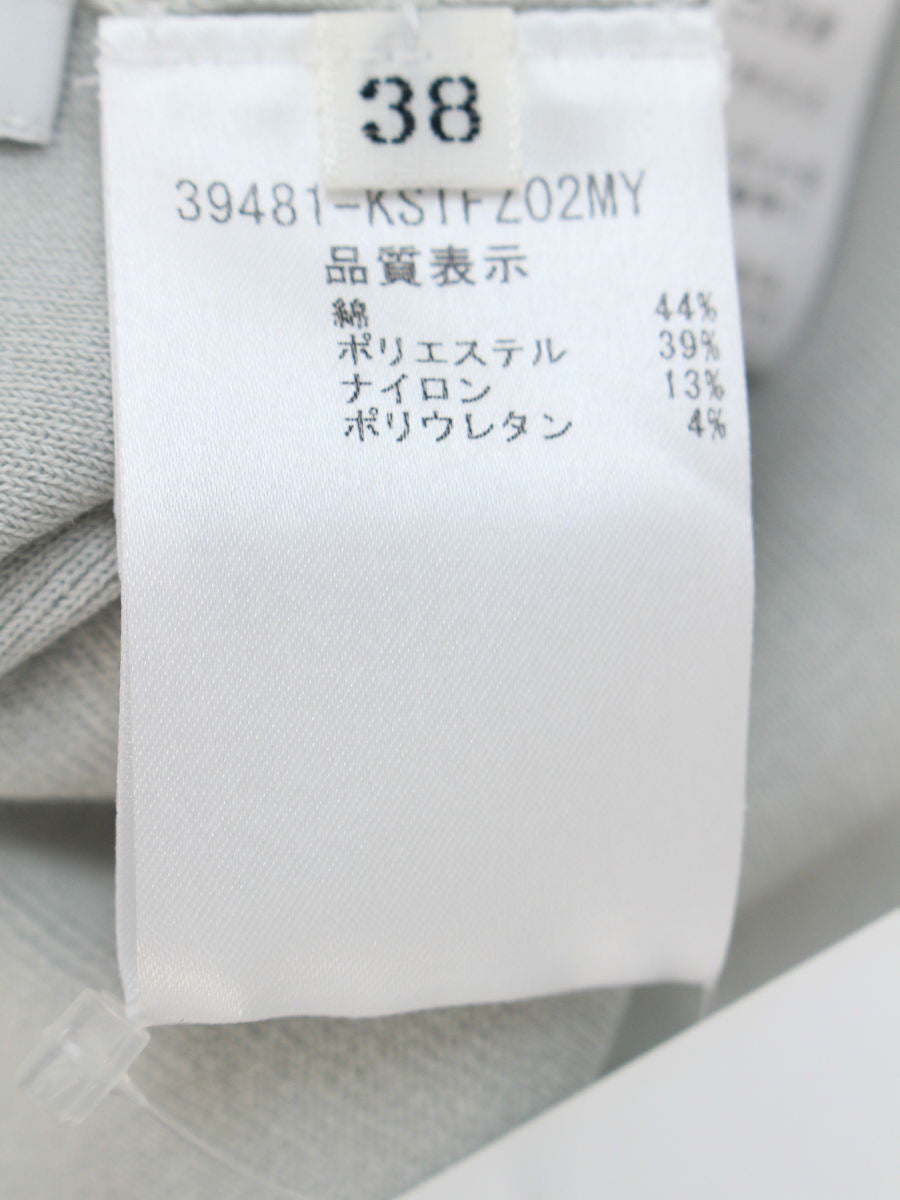 38
39481-KSTFZ02MY
品質表示
綿 44%
ポリエステル 39%
ナイロン 13%
ポリウレタン 4%